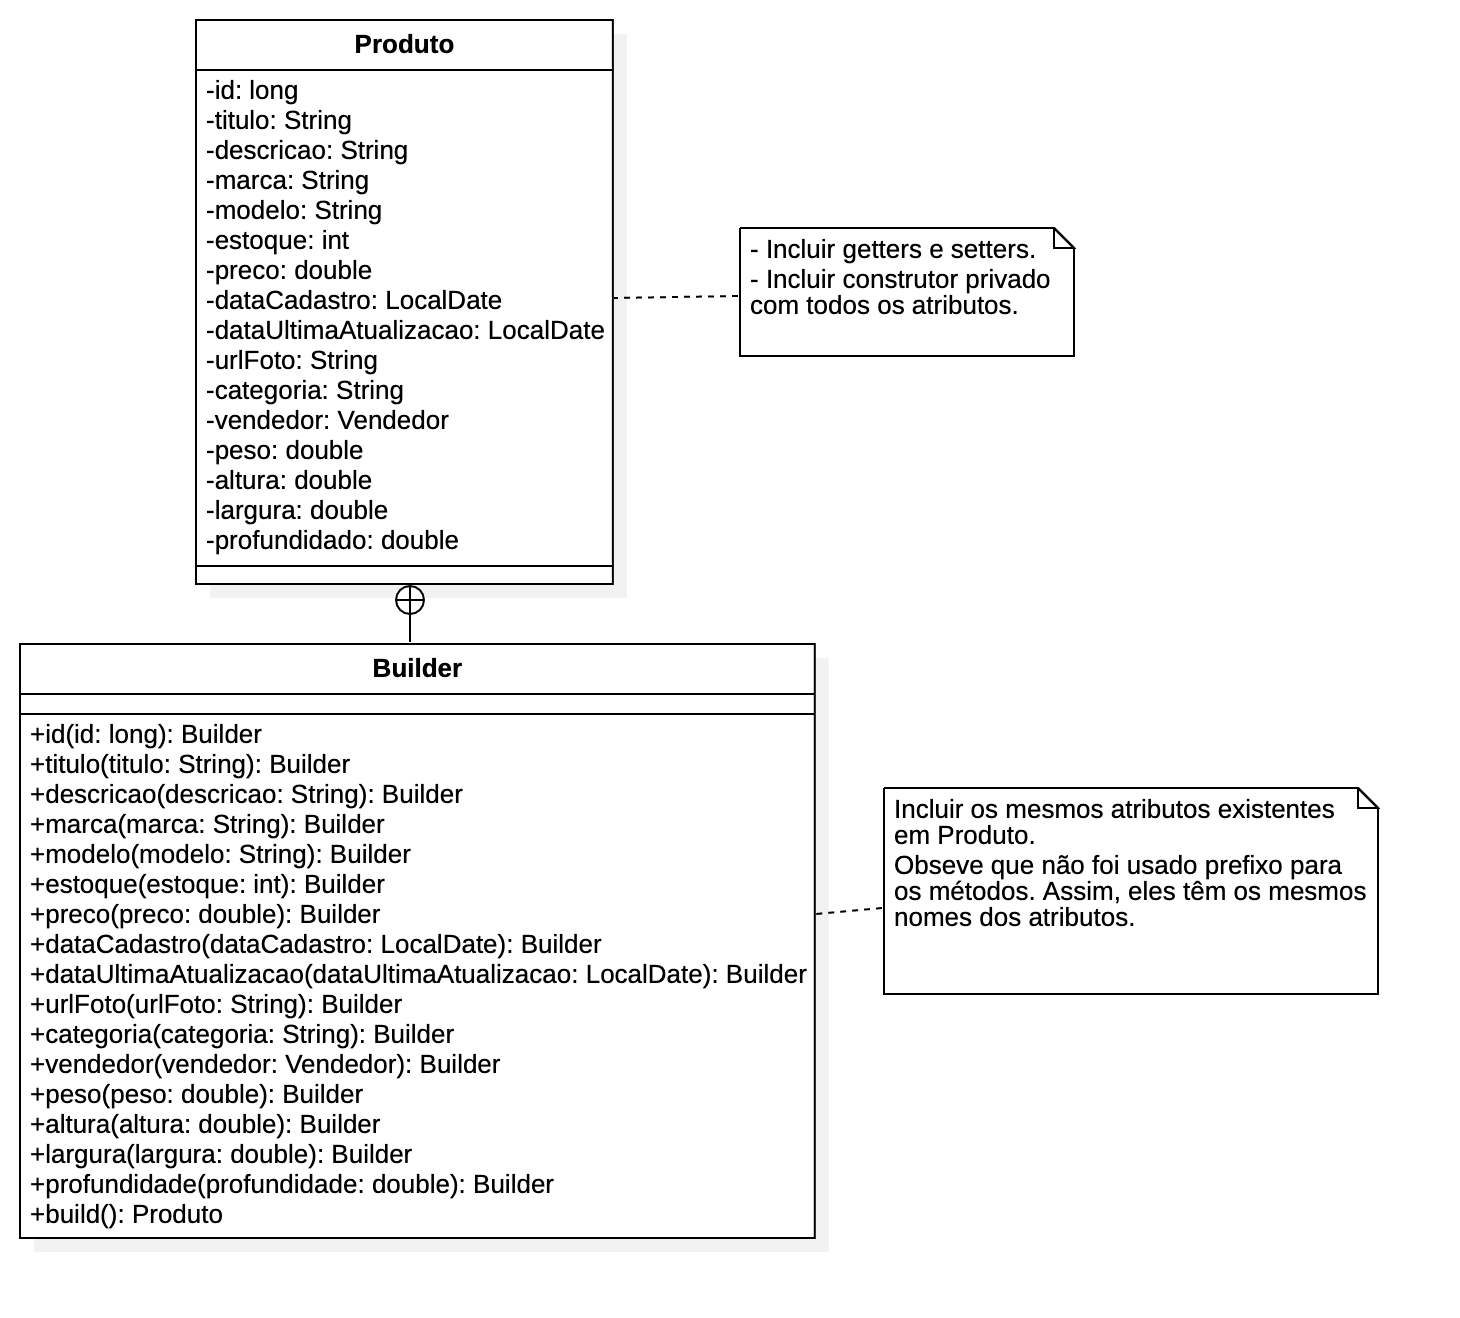 Produto
-id: long
-titulo: String
-descricao: String
-marca: String
-modelo: String
-estoque: int
-preco: double
-dataCadastro: LocalDate
-dataUltimaAtualizacao: LocalDate
-urlFoto: String
-categoria: String
-vendedor: Vendedor
-peso: double
-altura: double
-largura: double
-profundidado: double
- Incluir getters e setters.
- Incluir construtor privado
com todos os atributos.
Builder
+id(id: long): Builder
+titulo(titulo: String): Builder
+descricao(descricao: String): Builder
+marca(marca: String): Builder
+modelo(modelo: String): Builder
+estoque(estoque: int): Builder
+preco(preco: double): Builder
+dataCadastro(dataCadastro: LocalDate): Builder
+dataUltimaAtualizacao(dataUltimaAtualizacao: LocalDate): Builder
+urlFoto(urlFoto: String): Builder
+categoria(categoria: String): Builder
+vendedor(vendedor: Vendedor): Builder
+peso(peso: double): Builder
+altura(altura: double): Builder
+largura(largura: double): Builder
+profundidade(profundidade: double): Builder
+build(): Produto
Incluir os mesmos atributos existentes
em Produto.
Obseve que não foi usado prefixo para
os métodos. Assim, eles têm os mesmos
nomes dos atributos.